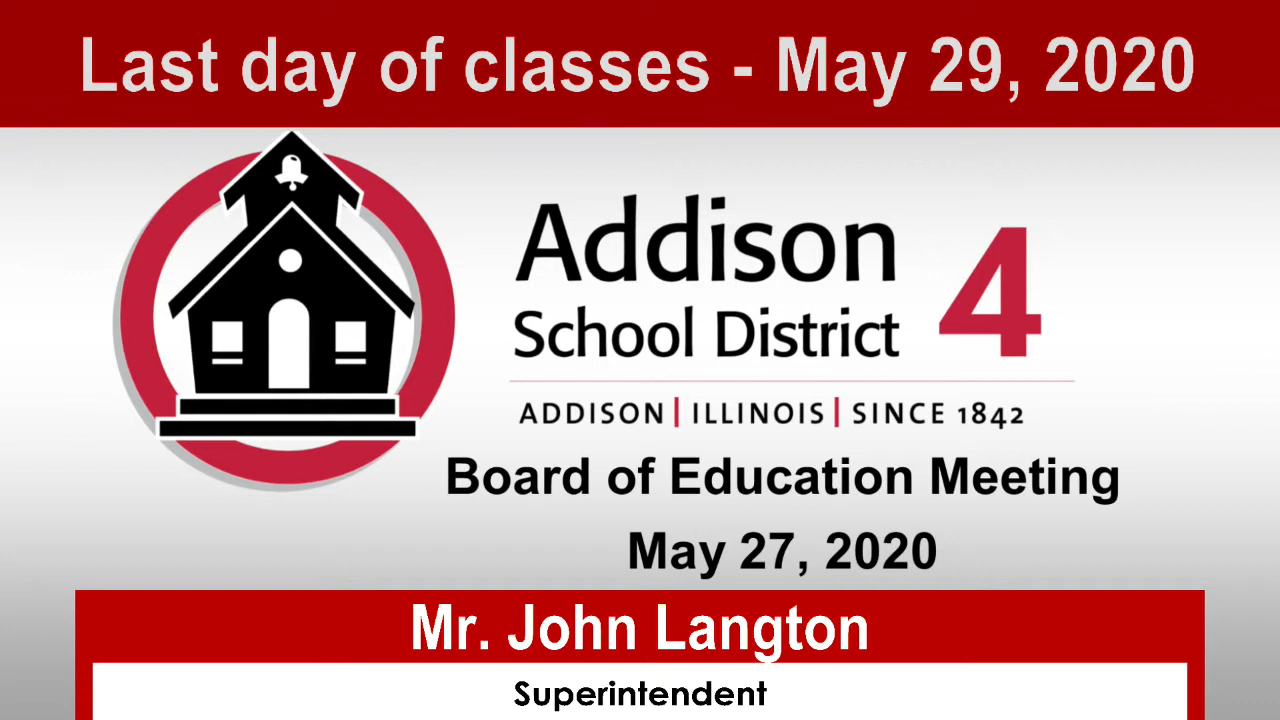 Last day of classes - May 29, 2020
Addison
School District 4
ADDISON | ILLINOIS | SINCE 1842
Board of Education Meeting
May 27, 2020
Mr. John Langton
Superintendent